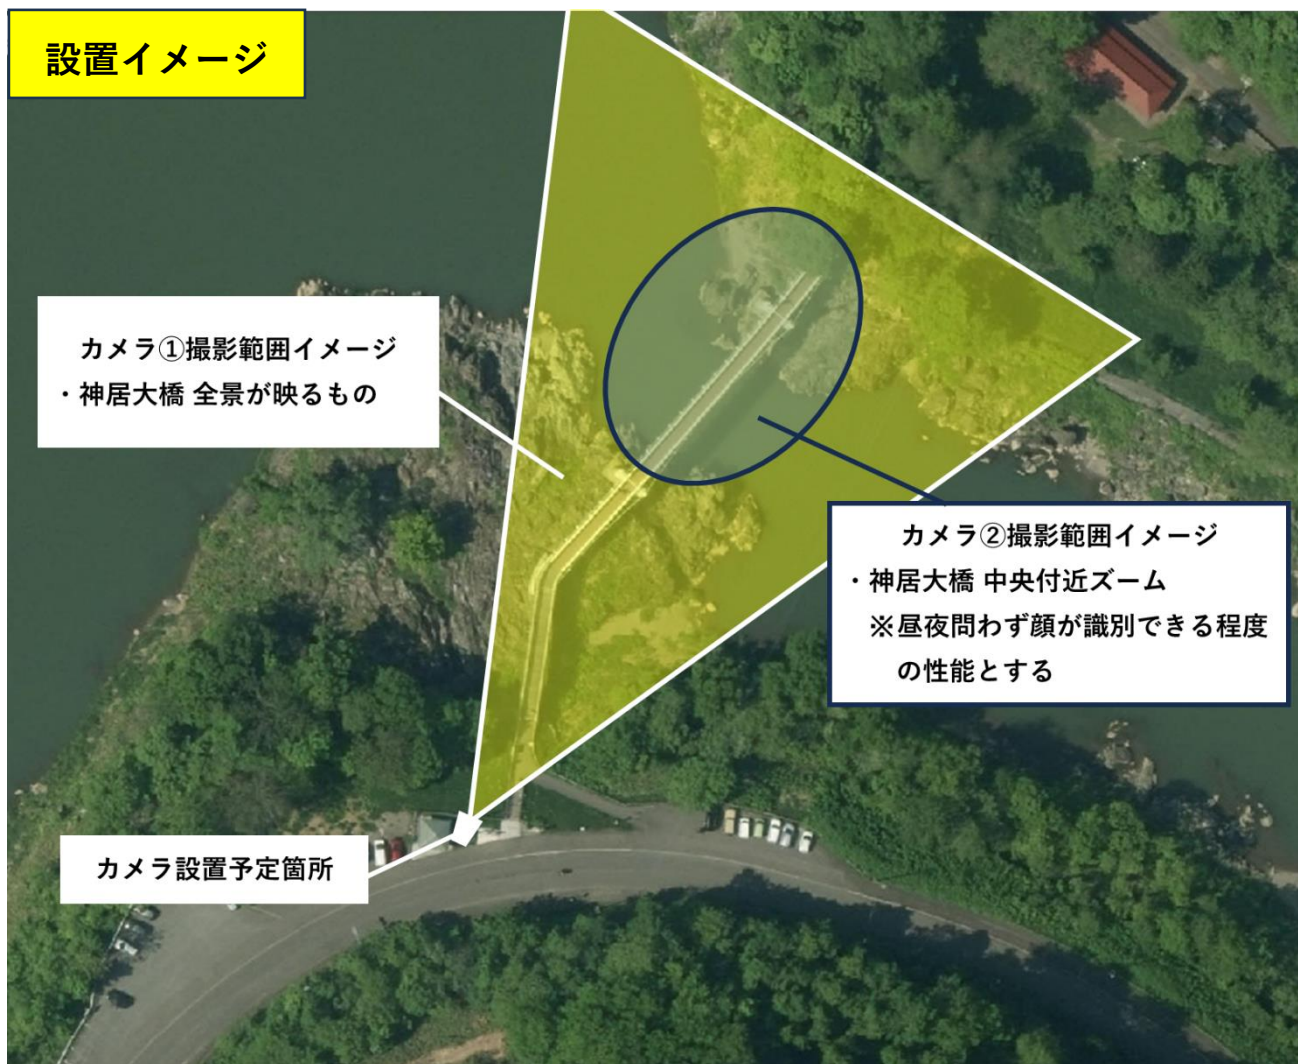 設置イメージ
カメラ①撮影範囲イメージ
・神居大橋 全景が映るもの
カメラ②撮影範囲イメージ
・神居大橋 中央付近ズーム
※昼夜問わず顔が識別できる程度
の性能とする
カメラ設置予定箇所